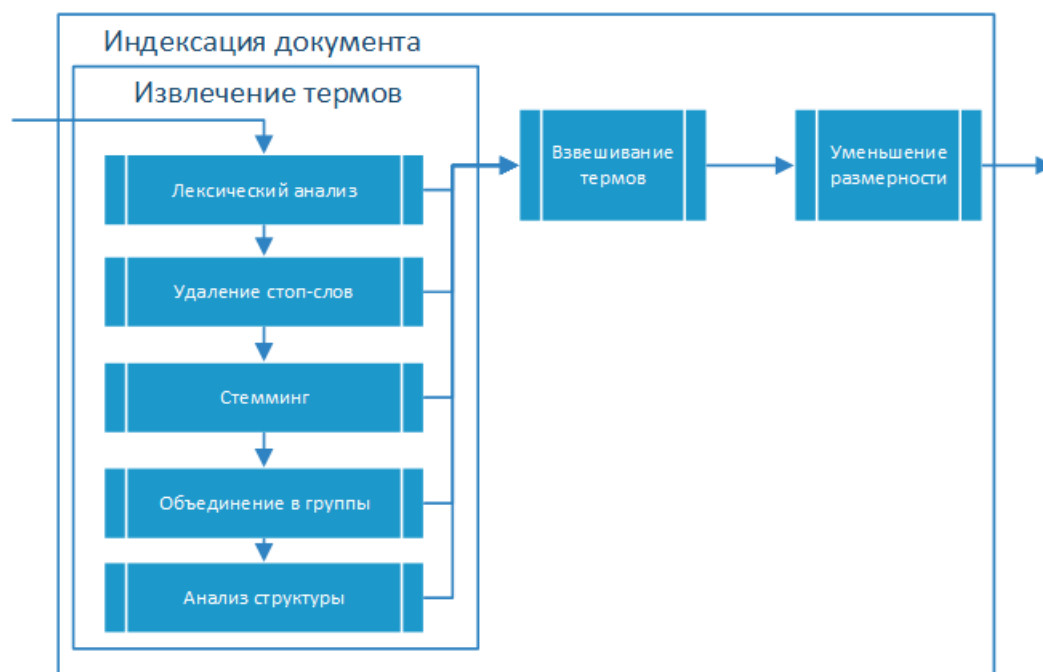 Индексация документа
Извлечение термов
Лексический анализ
Удаление стоп-слов
Стемминг
Объединение в группы
Анализ структуры
Взвешивание
термов
Уменьшение
размерности